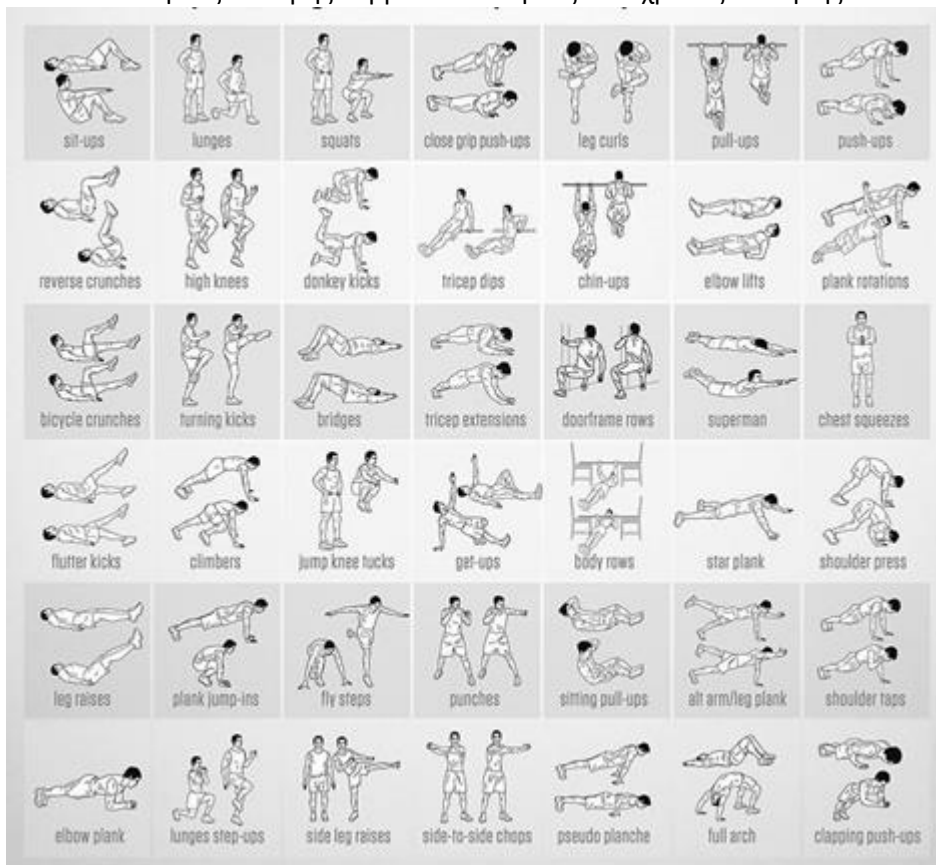 sit-ups lunges squats close grip push-ups leg curls pull-ups push-ups
reverse crunches high knees donkey kicks tricep dips chin-ups elbow lifts plank rotations
bicycle crunches turning kicks bridges tricep extensions doorframe rows superman chest squeezes
flutter kicks climbers jump knee tucks get-ups body rows star plank shoulder press
leg raises plank jump-ins fly steps punches sitting pull-ups alt arm/leg plank shoulder taps
elbow plank lunges step-ups side leg raises side-to-side chops pseudo planche full arch clapping push-ups